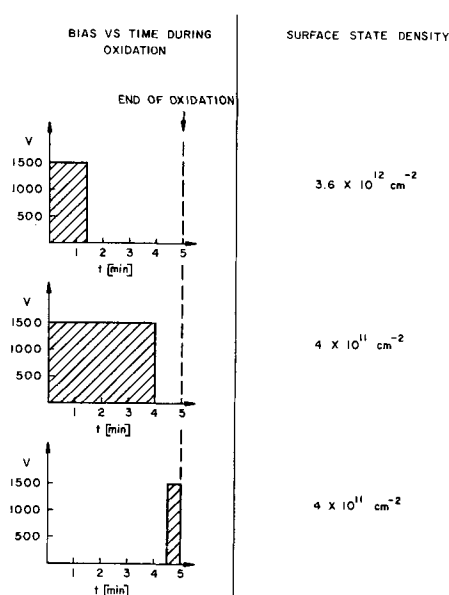 BIAS VS TIME DURING
OXIDATION
SURFACE STATE DENSITY
END OF OXIDATION
V
1500
1000
500
1 2 3 4 5
t [min]
3.6 X 10^12 cm^-2
V
1500
1000
500
1 2 3 4 5
t [min]
4 X 10^11 cm^-2
V
1500
1000
500
1 2 3 4 5
t [min]
4 X 10^11 cm^-2